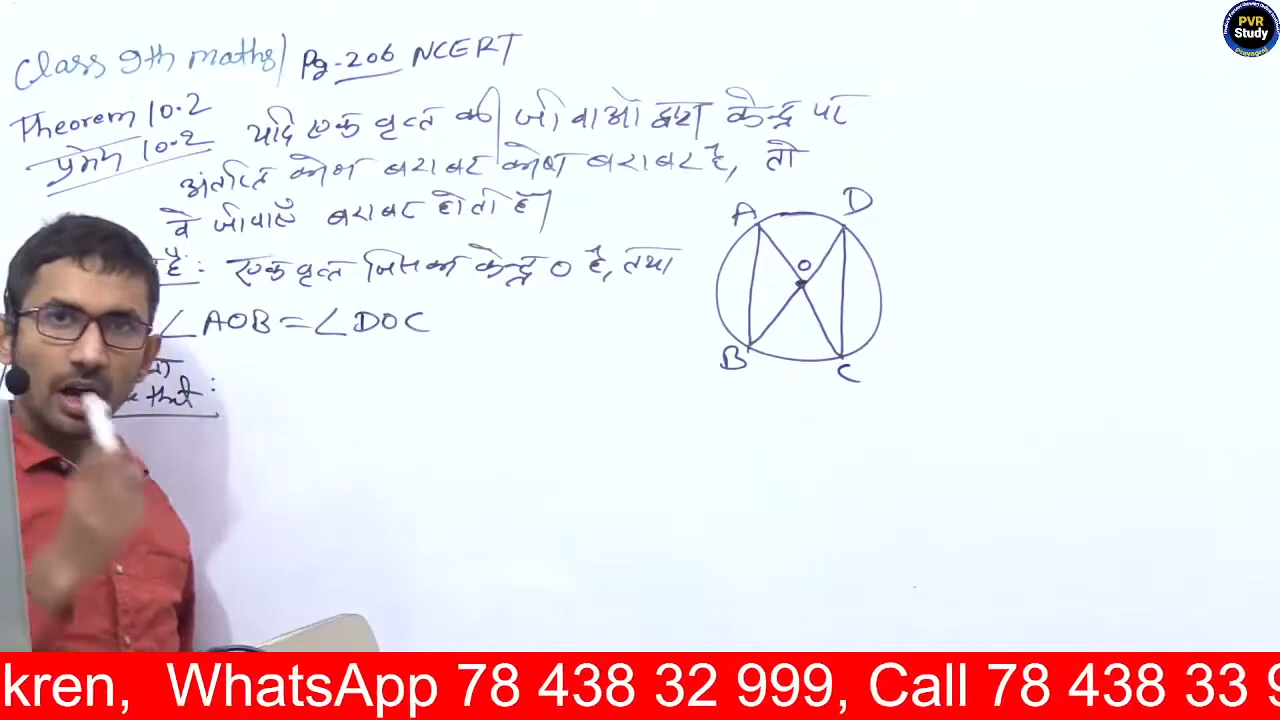 Class 9th maths/ Pg-206 NCERT
Theorem 10.2
प्रमेय 10.2
यदि एक वृत्त की जीवाओं द्वारा केन्द्र पर
अंतरित कोण बराबर कोण बराबर है, तो
वे जीवाएँ बराबर होती हैं।
है: एक वृत्त जिसका केन्द्र O है, तथा
∠AOB=∠DOC
that :
A
D
O
B
C
PVR
Study
Prayagraj
kren, WhatsApp 78 438 32 999, Call 78 438 33 9